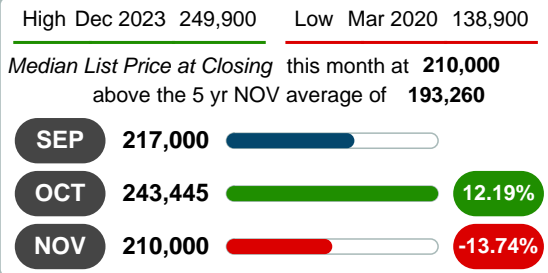 High Dec 2023 249,900 Low Mar 2020 138,900
Median List Price at Closing this month at 210,000
above the 5 yr NOV average of 193,260
SEP 217,000
OCT 243,445 12.19%
NOV 210,000 -13.74%